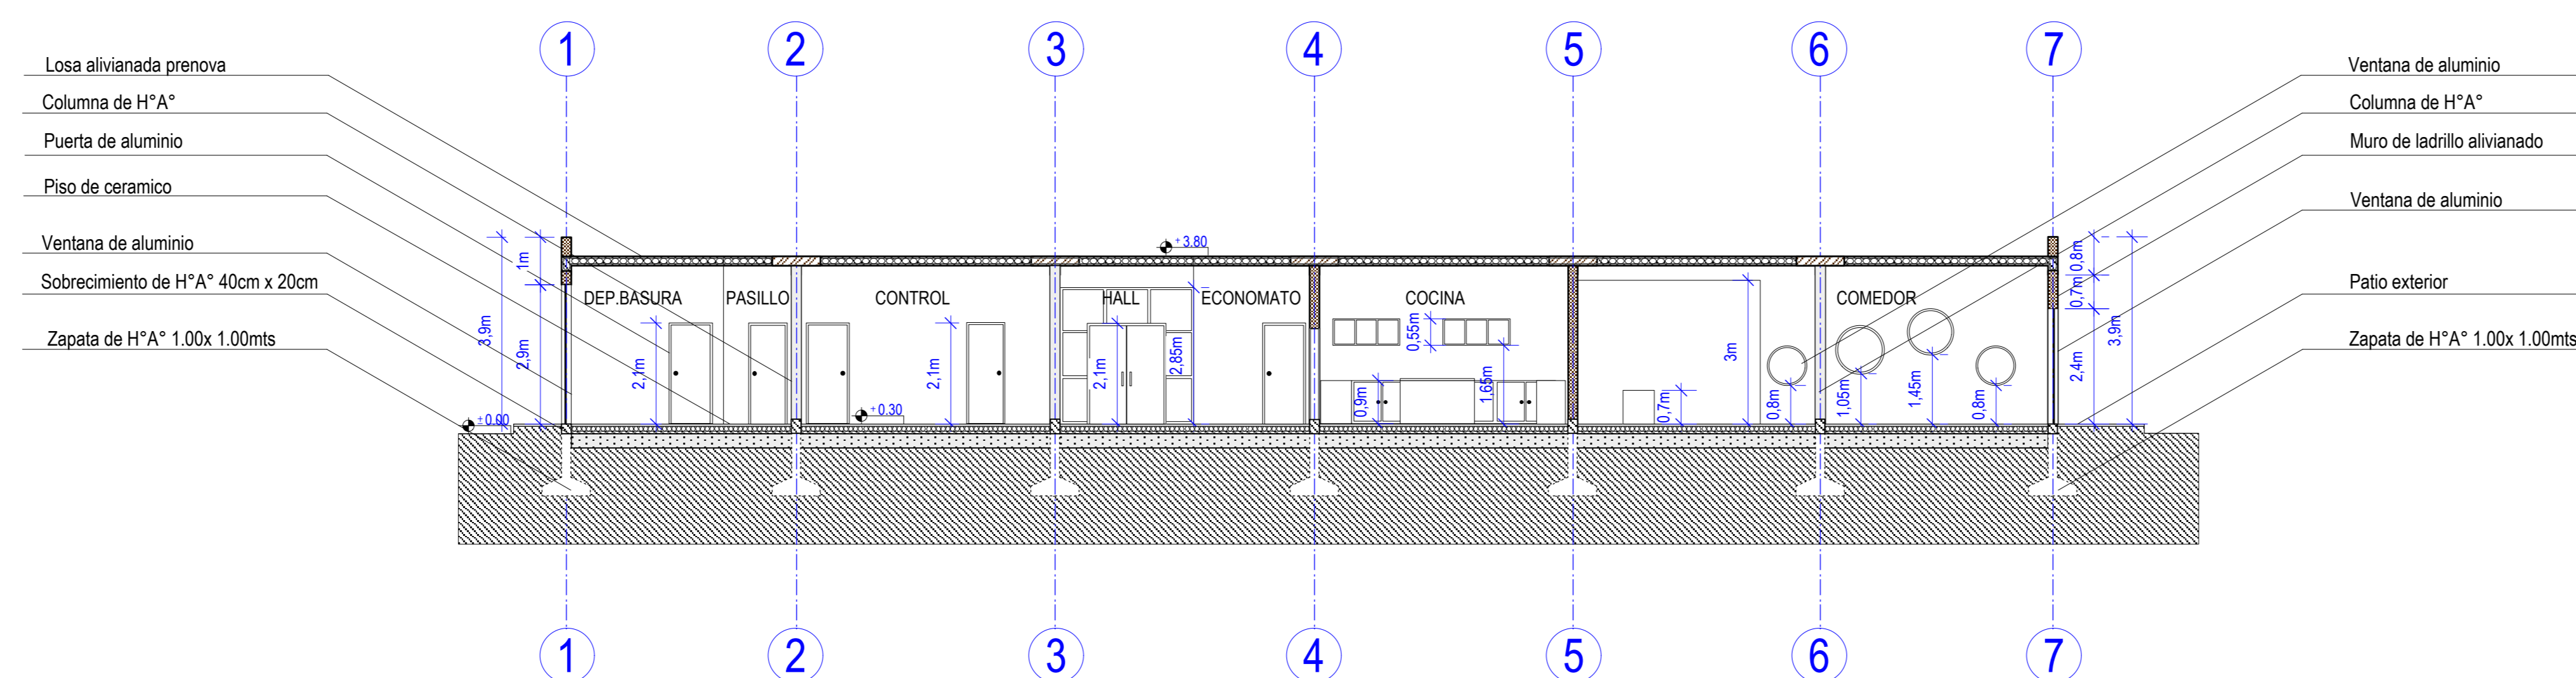 1 2 3 4 5 6 7
Losa alivianada prenova
Columna de H°A°
Puerta de aluminio
Piso de ceramico
Ventana de aluminio
Sobrecimiento de H°A° 40cm x 20cm
Zapata de H°A° 1.00x 1.00mts
Ventana de aluminio
Columna de H°A°
Muro de ladrillo alivianado
Ventana de aluminio
Patio exterior
Zapata de H°A° 1.00x 1.00mts
±3.80
DEP.BASURA PASILLO CONTROL HALL ECONOMATO COCINA COMEDOR
3,9m
1m
2,9m
±0.00
2,1m
+0.30
2,1m
2,1m
2,85m
0,55m
0,9m
1,65m
0,7m
3m
0,8m
1,05m
1,45m
0,8m
0,8m
0,7m
2,4m
3,9m
1 2 3 4 5 6 7